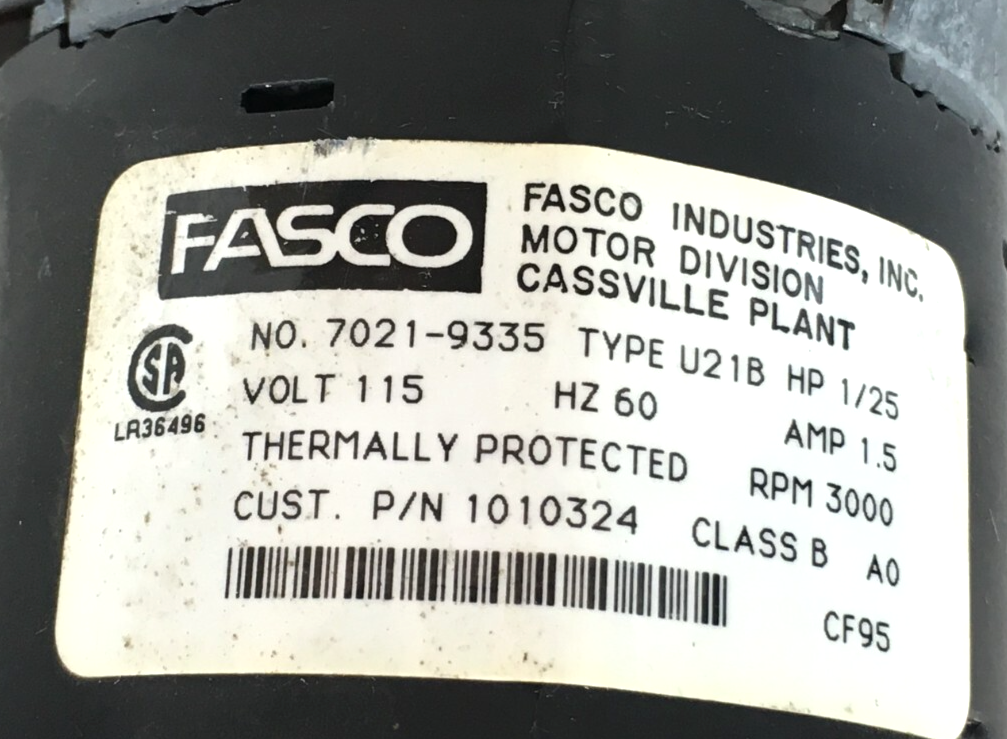 FASCO
FASCO INDUSTRIES, INC.
MOTOR DIVISION
CASSVILLE PLANT
SA
LR36496
NO. 7021-9335 TYPE U21B HP 1/25
VOLT 115 HZ 60 AMP 1.5
THERMALLY PROTECTED RPM 3000
CUST. P/N 1010324 CLASS B A0
CF95